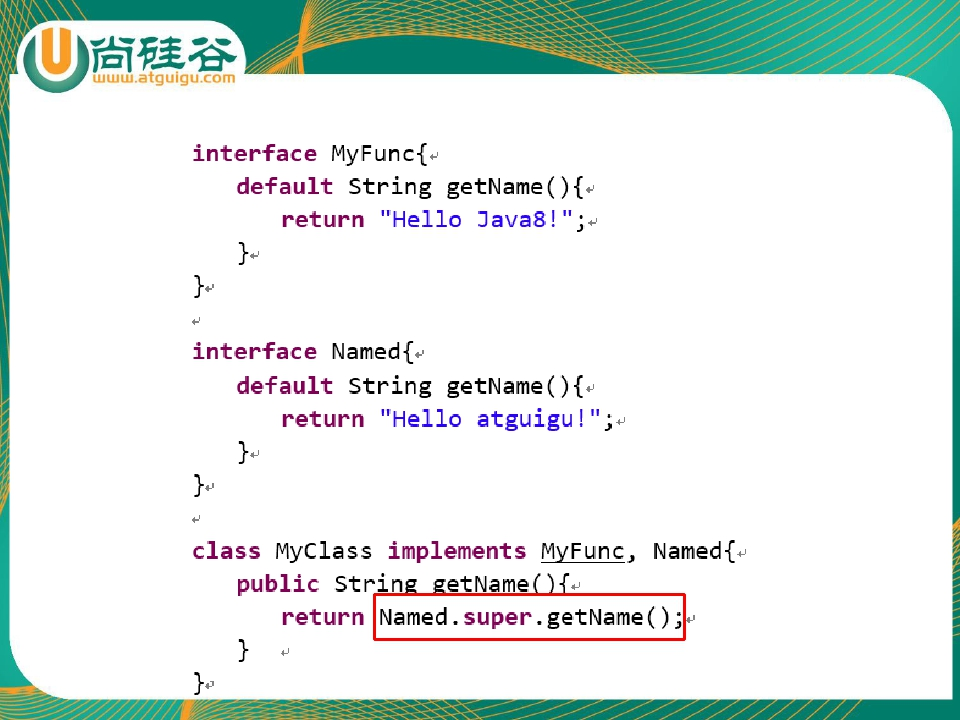 尚硅谷
www.atguigu.com
interface MyFunc{
default String getName(){
return "Hello Java8!";
}
}
interface Named{
default String getName(){
return "Hello atguigu!";
}
}
class MyClass implements MyFunc, Named{
public String getName(){
return Named.super.getName();
}
}